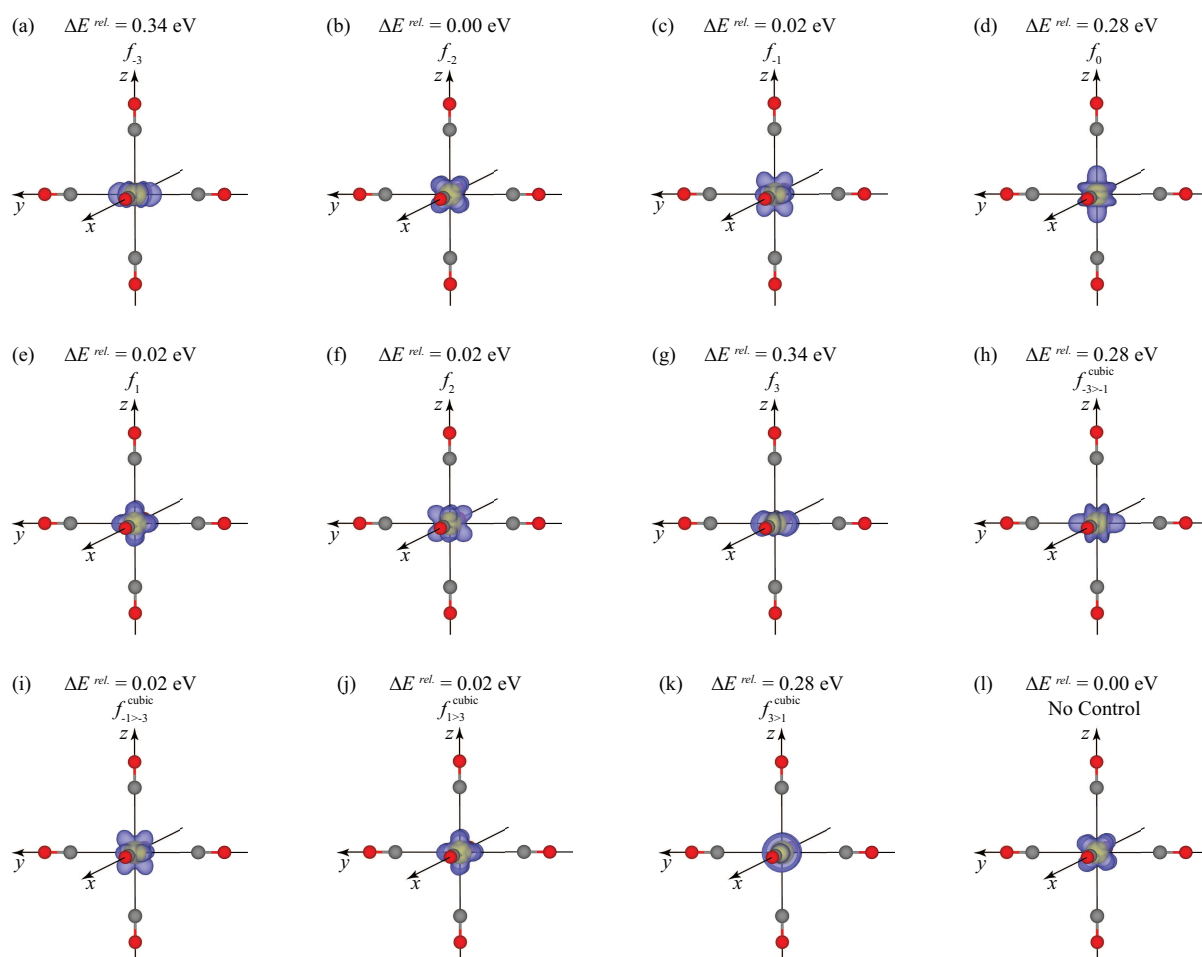 (a) ΔE rel. = 0.34 eV
f-3
z
y
x
(b) ΔE rel. = 0.00 eV
f-2
z
y
x
(c) ΔE rel. = 0.02 eV
f-1
z
y
x
(d) ΔE rel. = 0.28 eV
f0
z
y
x
(e) ΔE rel. = 0.02 eV
f1
z
y
x
(f) ΔE rel. = 0.02 eV
f2
z
y
x
(g) ΔE rel. = 0.34 eV
f3
z
y
x
(h) ΔE rel. = 0.28 eV
f-3>-1 cubic
z
y
x
(i) ΔE rel. = 0.02 eV
f-1>-3 cubic
z
y
x
(j) ΔE rel. = 0.02 eV
f1>3 cubic
z
y
x
(k) ΔE rel. = 0.28 eV
f3>1 cubic
z
y
x
(l) ΔE rel. = 0.00 eV
No Control
z
y
x